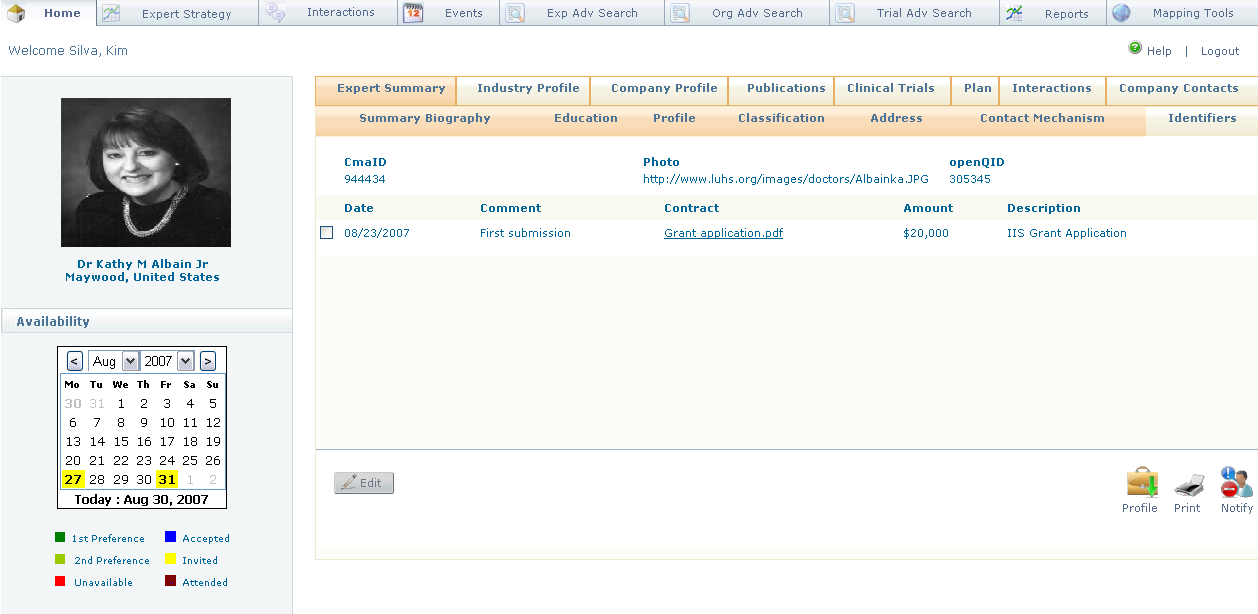 Home Expert Strategy Interactions 12 Events Exp Adv Search Org Adv Search Trial Adv Search Reports Mapping Tools
Welcome Silva, Kim
? Help | Logout
Expert Summary Industry Profile Company Profile Publications Clinical Trials Plan Interactions Company Contacts
Summary Biography Education Profile Classification Address Contact Mechanism Identifiers
CmaID Photo openQID
944434 http://www.luhs.org/images/doctors/Albainka.JPG 305345
Date Comment Contract Amount Description
08/23/2007 First submission Grant application.pdf $20,000 IIS Grant Application
Dr Kathy M Albain Jr
Maywood, United States
Availability
< Aug 2007 >
Mo Tu We Th Fr Sa Su
30 31 1 2 3 4 5
6 7 8 9 10 11 12
13 14 15 16 17 18 19
20 21 22 23 24 25 26
27 28 29 30 31 1 2
Today : Aug 30, 2007
1st Preference Accepted
2nd Preference Invited
Unavailable Attended
Edit
Profile Print Notify